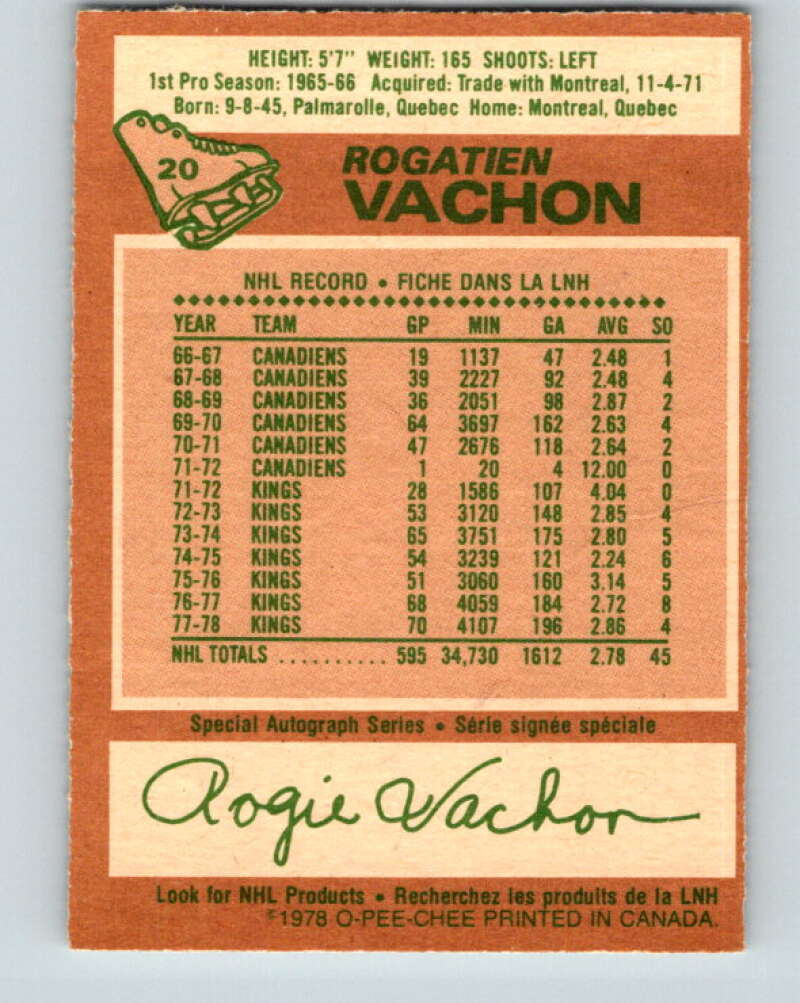 HEIGHT: 5'7" WEIGHT: 165 SHOOTS: LEFT
1st Pro Season: 1965-66 Acquired: Trade with Montreal, 11-4-71
Born: 9-8-45, Palmarolle, Quebec Home: Montreal, Quebec
20
ROGATIEN
VACHON
NHL RECORD • FICHE DANS LA LNH
YEAR TEAM GP MIN GA AVG SO
66-67 CANADIENS 19 1137 47 2.48 1
67-68 CANADIENS 39 2227 92 2.48 4
68-69 CANADIENS 36 2051 98 2.87 2
69-70 CANADIENS 64 3697 162 2.63 4
70-71 CANADIENS 47 2676 118 2.64 2
71-72 CANADIENS 1 20 4 12.00 0
71-72 KINGS 28 1586 107 4.04 0
72-73 KINGS 53 3120 148 2.85 4
73-74 KINGS 65 3751 175 2.80 5
74-75 KINGS 54 3239 121 2.24 6
75-76 KINGS 51 3060 160 3.14 5
76-77 KINGS 68 4059 184 2.72 8
77-78 KINGS 70 4107 196 2.86 4
NHL TOTALS .......... 595 34,730 1612 2.78 45
Special Autograph Series • Série signée spéciale
Rogie Vachon
Look for NHL Products • Recherchez les produits de la LNH
©1978 O-PEE-CHEE PRINTED IN CANADA.